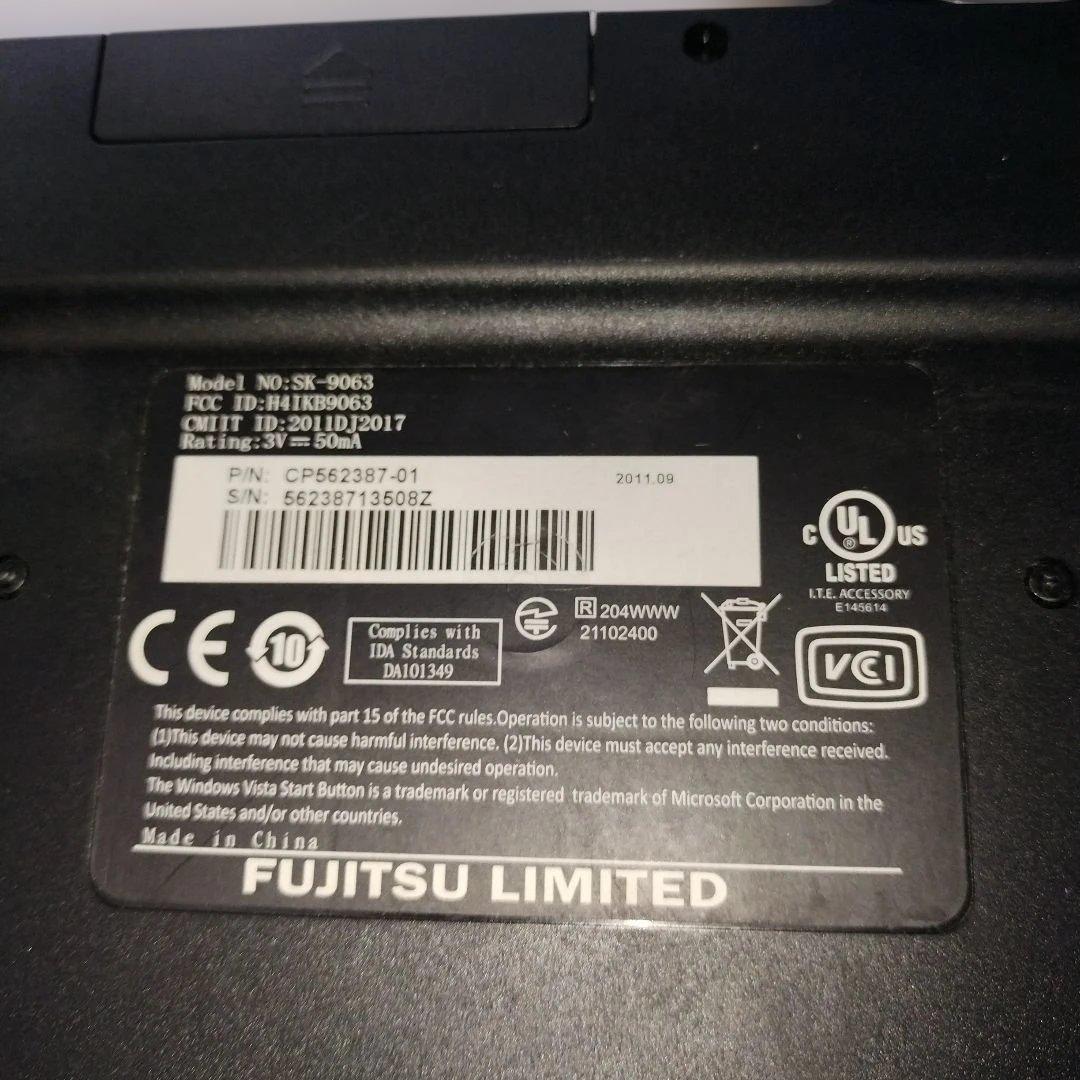 Model NO:SK-9063
FCC ID:H4IKB9063
CMIIT ID:2011DJ2017
Rating:3V⎓50mA
P/N: CP562387-01 2011.09
S/N: 56238713508Z
C UL ® US
LISTED
I.T.E. ACCESSORY
E145614
CE
10
Complies with
IDA Standards
DA101349
R 204WWW
21102400
VCCI
This device complies with part 15 of the FCC rules.Operation is subject to the following two conditions:
(1)This device may not cause harmful interference. (2)This device must accept any interference received.
Including interference that may cause undesired operation.
The Windows Vista Start Button is a trademark or registered trademark of Microsoft Corporation in the
United States and/or other countries.
Made in China
FUJITSU LIMITED